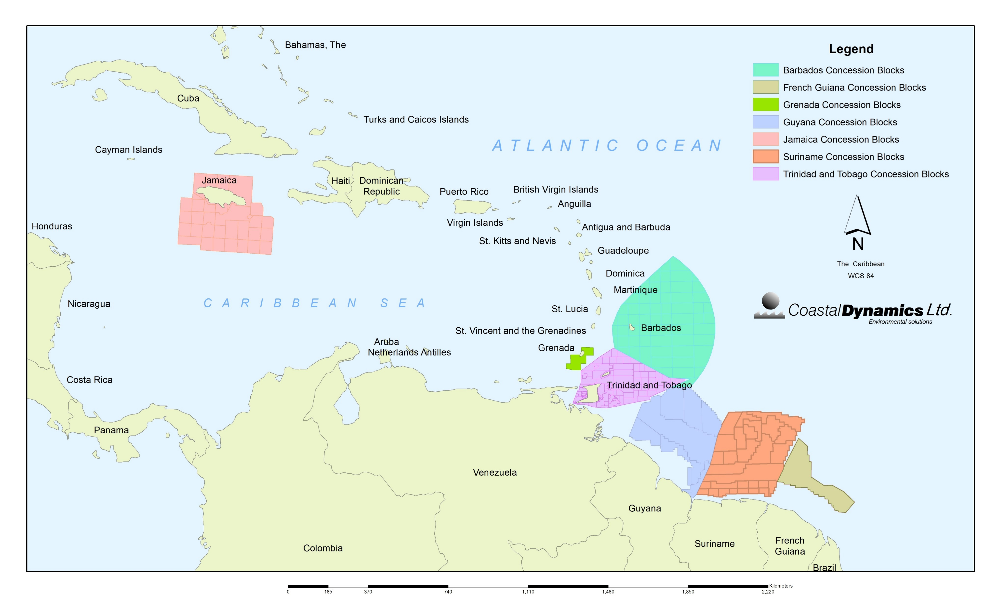 Bahamas, The
Legend
Barbados Concession Blocks
French Guiana Concession Blocks
Grenada Concession Blocks
Guyana Concession Blocks
Jamaica Concession Blocks
Suriname Concession Blocks
Trinidad and Tobago Concession Blocks
Cuba
Turks and Caicos Islands
ATLANTIC OCEAN
Cayman Islands
Jamaica
Haiti
Dominican
Republic
Puerto Rico
British Virgin Islands
Anguilla
Virgin Islands
Antigua and Barbuda
St. Kitts and Nevis
Guadeloupe
Dominica
Martinique
St. Lucia
Barbados
St. Vincent and the Grenadines
Grenada
Trinidad and Tobago
N
The Caribbean
WGS 84
CoastalDynamics Ltd.
Environmental solutions
Honduras
Nicaragua
CARIBBEAN SEA
Aruba
Netherlands Antilles
Costa Rica
Panama
Venezuela
Colombia
Guyana
Suriname
French
Guiana
Brazil
Kilometers
0 185 370 740 1,110 1,480 1,850 2,220